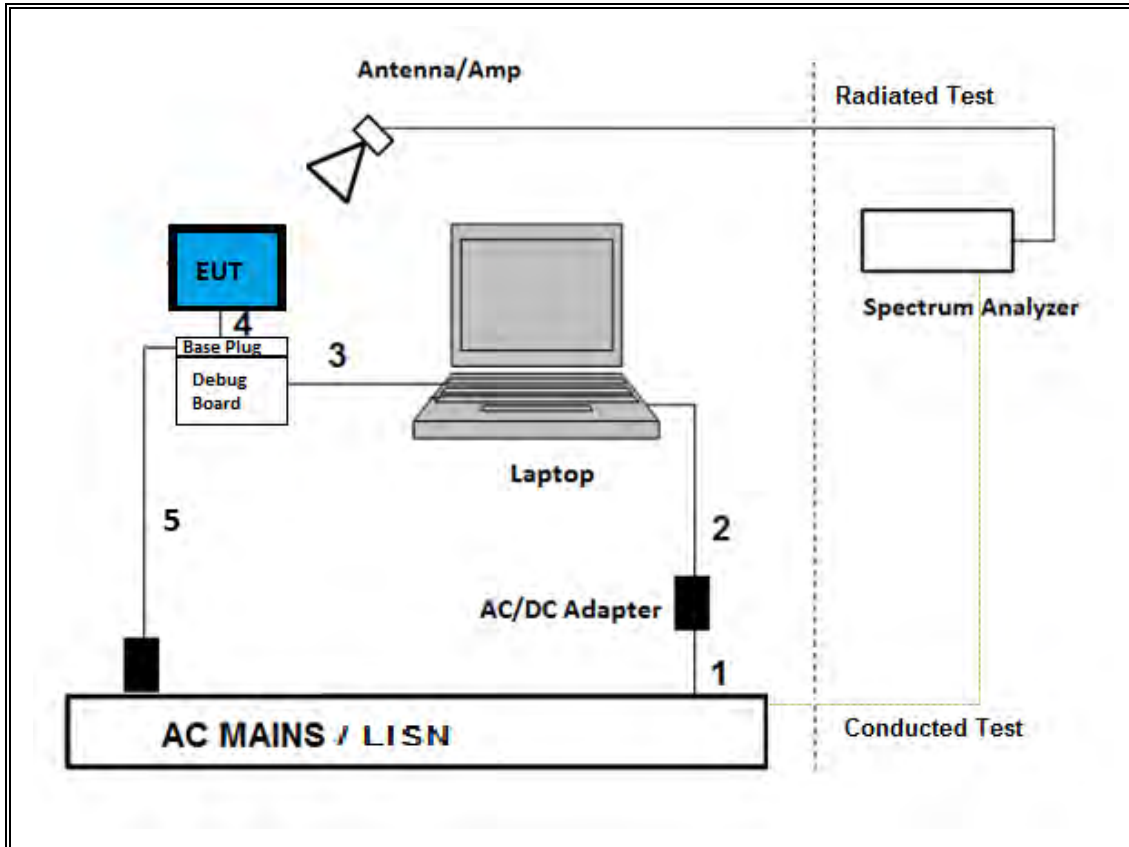 Antenna/Amp
Radiated Test
EUT
Spectrum Analyzer
4
Base Plug
3
Debug
Board
Laptop
5
2
AC/DC Adapter
1
AC MAINS / LISN
Conducted Test